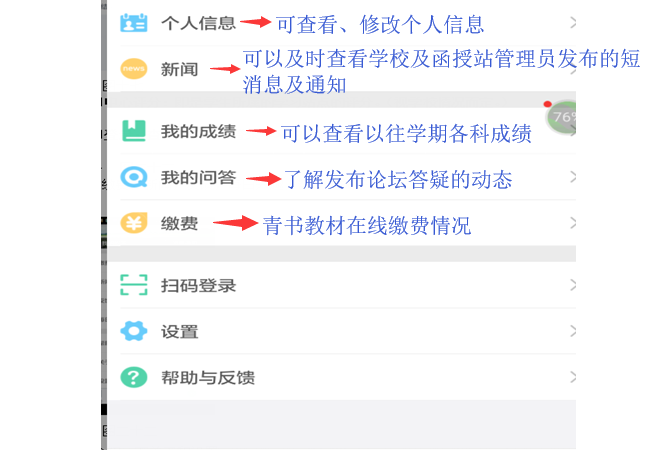 个人信息 可查看、修改个人信息
新闻 可以及时查看学校及函授站管理员发布的短
消息及通知
news
我的成绩 可以查看以往学期各科成绩
76%
我的问答 了解发布论坛答疑的动态
缴费 青书教材在线缴费情况
扫码登录
设置
帮助与反馈